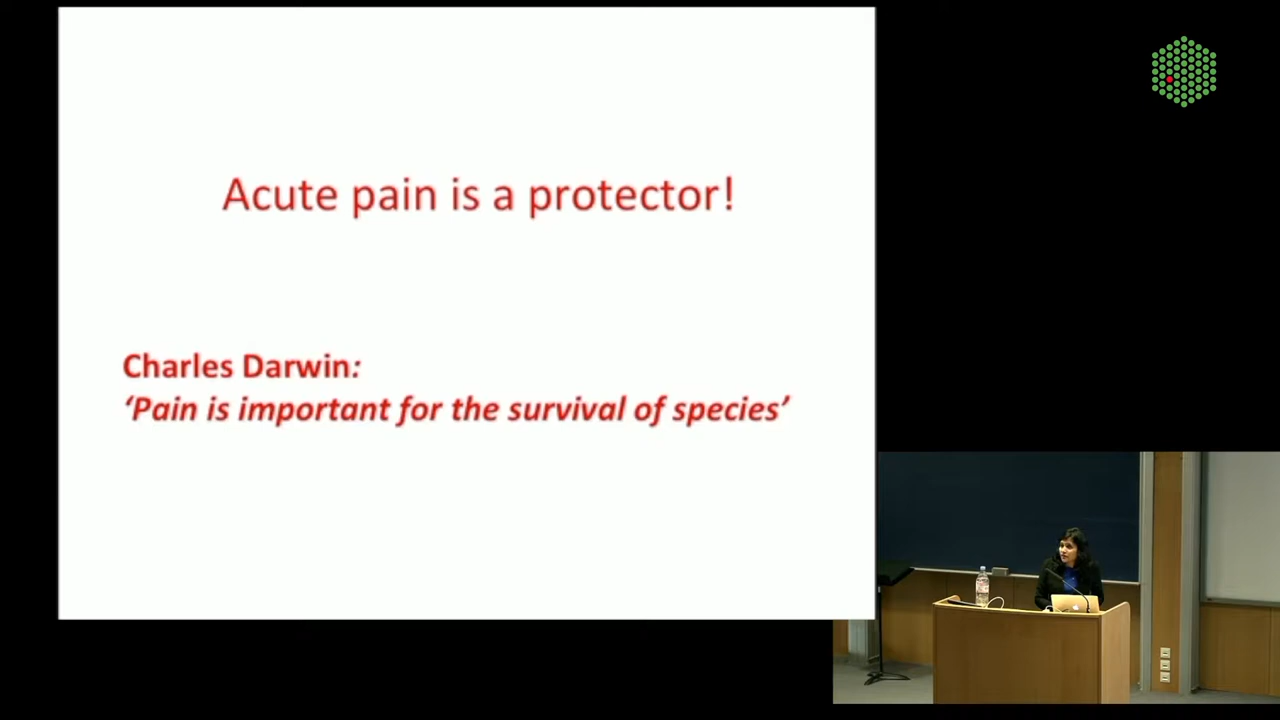 Acute pain is a protector!
Charles Darwin:
‘Pain is important for the survival of species’